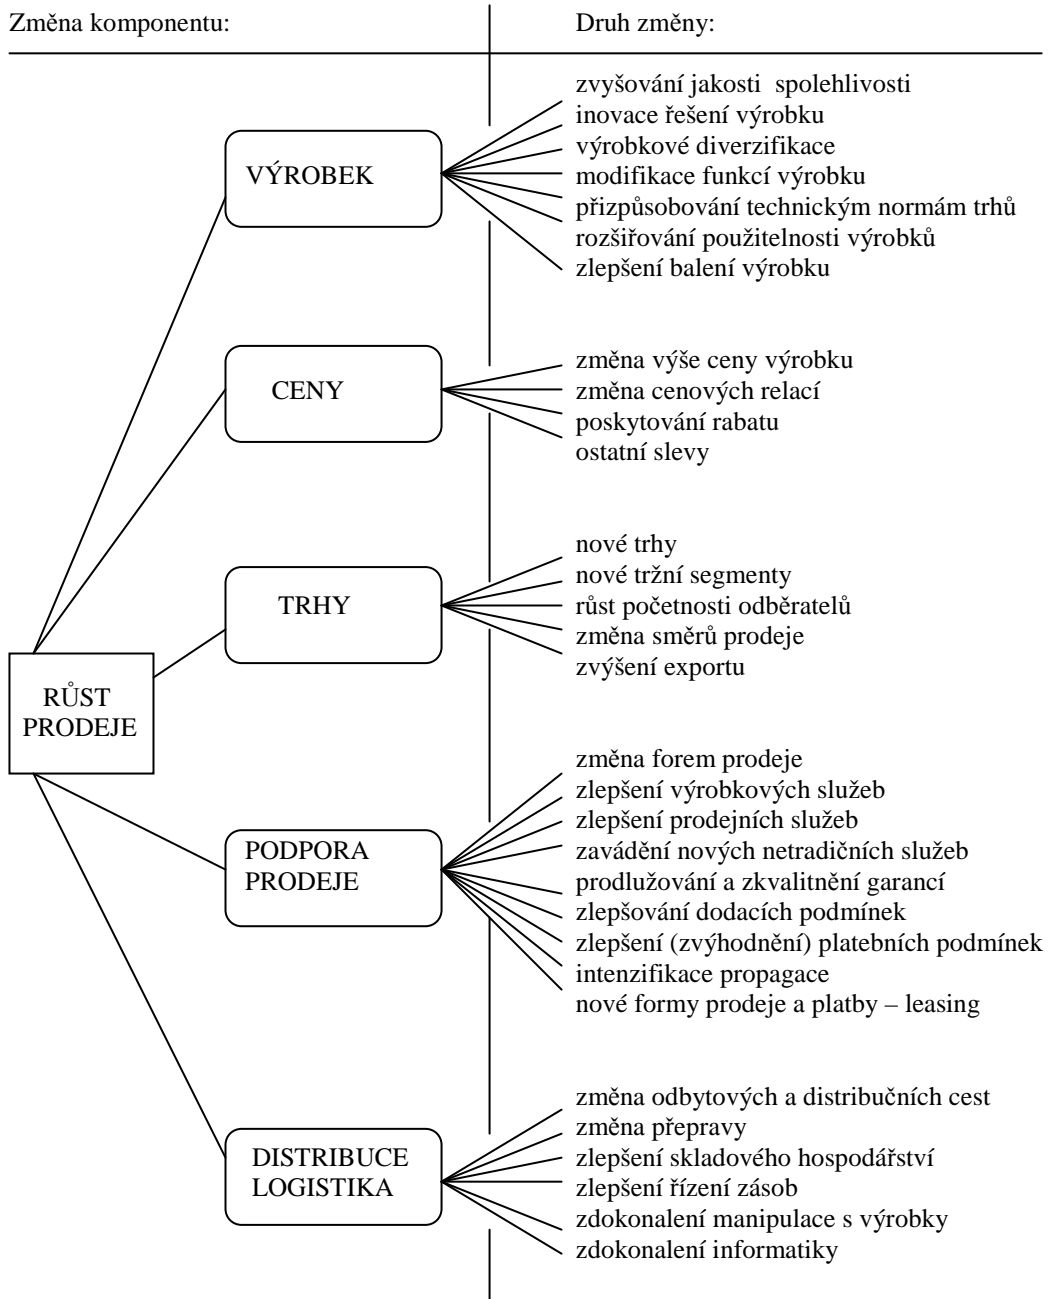 Změna komponentu:
Druh změny:
VÝROBEK
zvyšování jakosti  spolehlivosti
inovace řešení výrobku
výrobkové diverzifikace
modifikace funkcí výrobku
přizpůsobování technickým normám trhů
rozšiřování použitelnosti výrobků
zlepšení balení výrobku
CENY
změna výše ceny výrobku
změna cenových relací
poskytování rabatu
ostatní slevy
TRHY
nové trhy
nové tržní segmenty
růst početnosti odběratelů
změna směrů prodeje
zvýšení exportu
RŮST
PRODEJE
PODPORA
PRODEJE
změna forem prodeje
zlepšení výrobkových služeb
zlepšení prodejních služeb
zavádění nových netradičních služeb
prodlužování a zkvalitnění garancí
zlepšování dodacích podmínek
zlepšení (zvýhodnění) platebních podmínek
intenzifikace propagace
nové formy prodeje a platby – leasing
DISTRIBUCE
LOGISTIKA
změna odbytových a distribučních cest
změna přepravy
zlepšení skladového hospodářství
zlepšení řízení zásob
zdokonalení manipulace s výrobky
zdokonalení informatiky